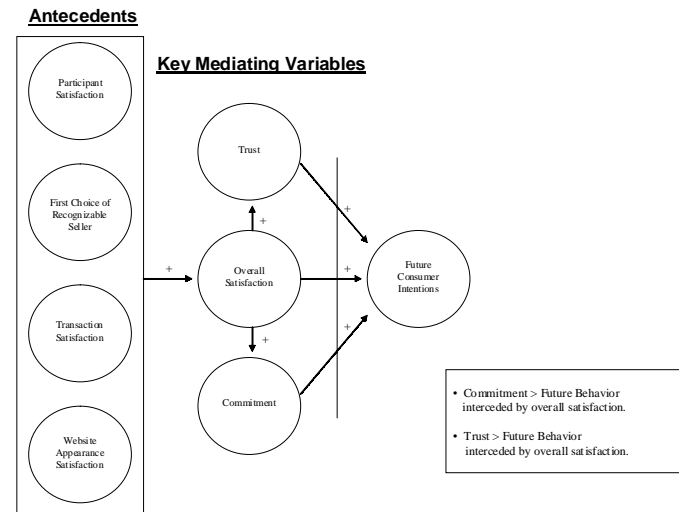 Antecedents
Key Mediating Variables
Participant
Satisfaction
First Choice of
Recognizable
Seller
Transaction
Satisfaction
Website
Appearance
Satisfaction
+
Trust
+
Overall
Satisfaction
+
Commitment
+
+
+
Future
Consumer
Intentions
• Commitment > Future Behavior
interceded by overall satisfaction.
• Trust > Future Behavior
interceded by overall satisfaction.